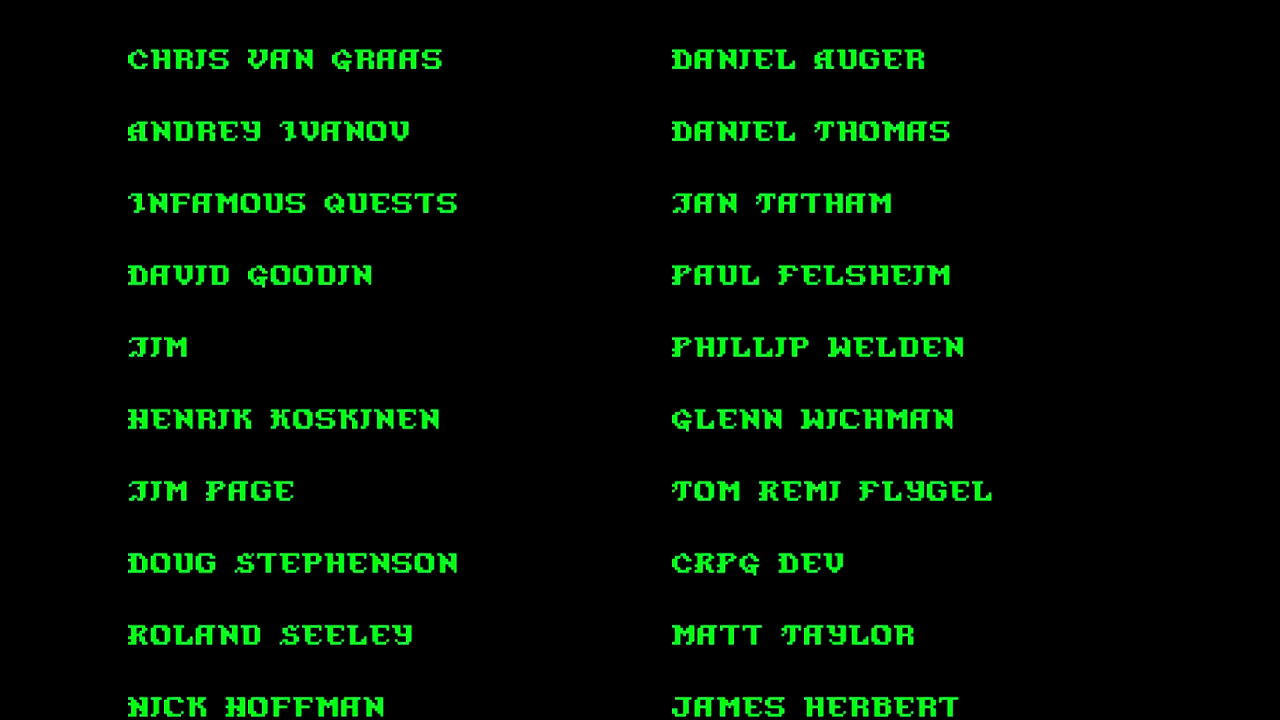 CHRIS VAN GRAAS
DANIEL AUGER
ANDREY IVANOV
DANIEL THOMAS
INFAMOUS QUESTS
JAN TATHAM
DAVID GOODIN
PAUL FELSHEIM
JIM
PHILLIP WELDEN
HENRIK KOSKINEN
GLENN WICHMAN
JIM PAGE
TOM REMI FLYGEL
DOUG STEPHENSON
CRPG DEV
ROLAND SEELEY
MATT TAYLOR
NICK HOFFMAN
JAMES HERBERT